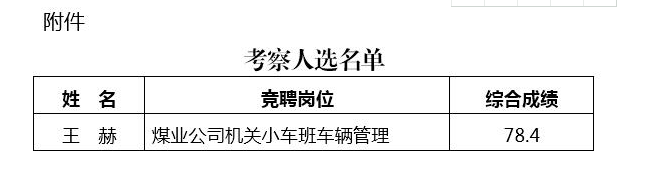 附件
考察人选名单
姓　名 竞聘岗位 综合成绩
王　赫 煤业公司机关小车班车辆管理 78.4